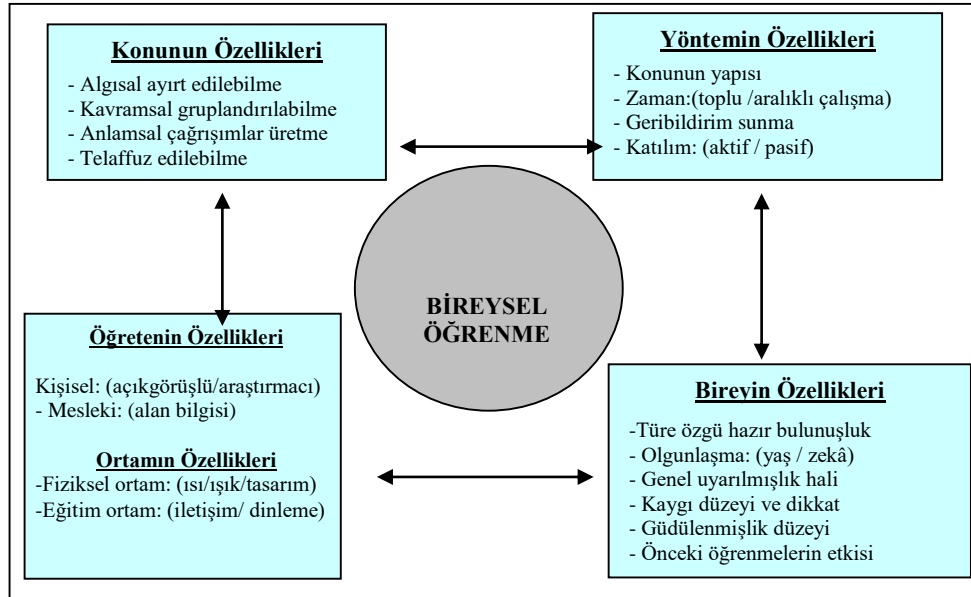 Konunun Özellikleri
- Algısal ayırt edilebilme
- Kavramsal gruplandırılabilme
- Anlamsal çağrışımlar üretme
- Telaffuz edilebilme
Yöntemin Özellikleri
- Konunun yapısı
- Zaman:(toplu /aralıklı çalışma)
- Geribildirim sunma
- Katılım: (aktif / pasif)
BİREYSEL
ÖĞRENME
Öğretenin Özellikleri
Kişisel: (açıkgörüşlü/araştırmacı)
- Mesleki: (alan bilgisi)
Ortamın Özellikleri
-Fiziksel ortam: (ısı/ışık/tasarım)
-Eğitim ortam: (iletişim/ dinleme)
Bireyin Özellikleri
-Türe özgü hazır bulunuşluk
- Olgunlaşma: (yaş / zekâ)
- Genel uyarılmışlık hali
- Kaygı düzeyi ve dikkat
- Güdülenmişlik düzeyi
- Önceki öğrenmelerin etkisi